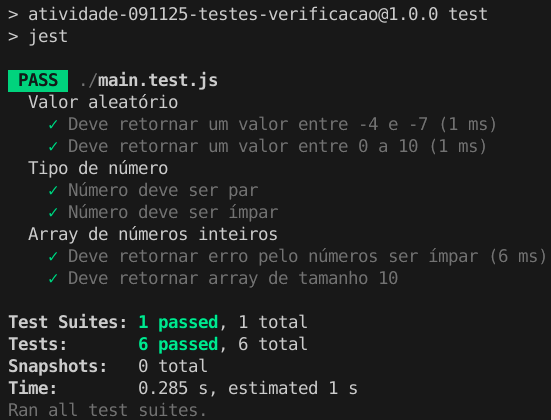 > atividade-091125-testes-verificacao@1.0.0 test
> jest
PASS ./main.test.js
Valor aleatório
✓ Deve retornar um valor entre -4 e -7 (1 ms)
✓ Deve retornar um valor entre 0 a 10 (1 ms)
Tipo de número
✓ Número deve ser par
✓ Número deve ser ímpar
Array de números inteiros
✓ Deve retornar erro pelo números ser ímpar (6 ms)
✓ Deve retornar array de tamanho 10
Test Suites: 1 passed, 1 total
Tests: 6 passed, 6 total
Snapshots: 0 total
Time: 0.285 s, estimated 1 s
Ran all test suites.